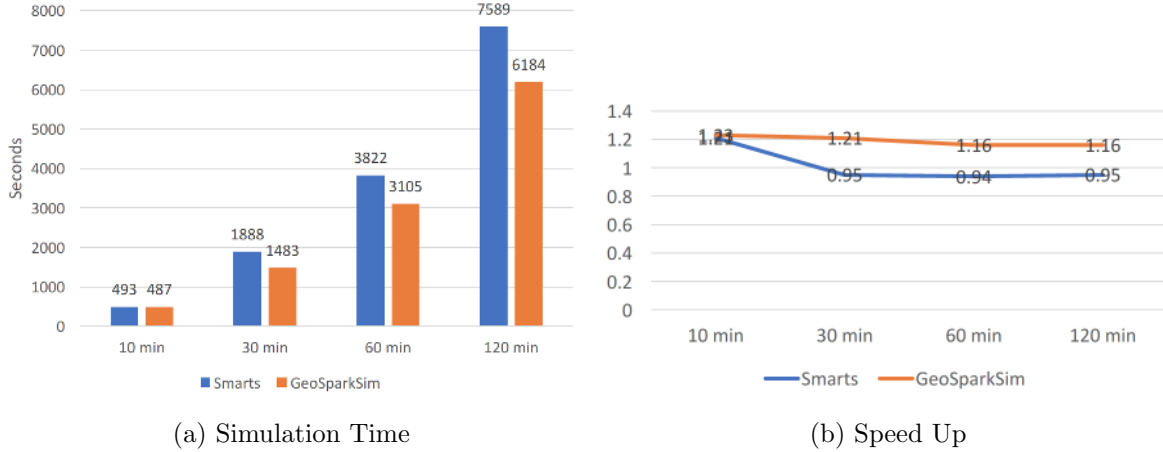 8000
7000
6000
5000
4000
3000
2000
1000
0
Seconds
493
487
1888
1483
3822
3105
7589
6184
10 min
30 min
60 min
120 min
Smarts
GeoSparkSim
(a) Simulation Time
1.4
1.2
1
0.8
0.6
0.4
0.2
0
1.23
1.21
1.16
1.16
0.95
0.94
0.95
10 min
30 min
60 min
120 min
Smarts
GeoSparkSim
(b) Speed Up